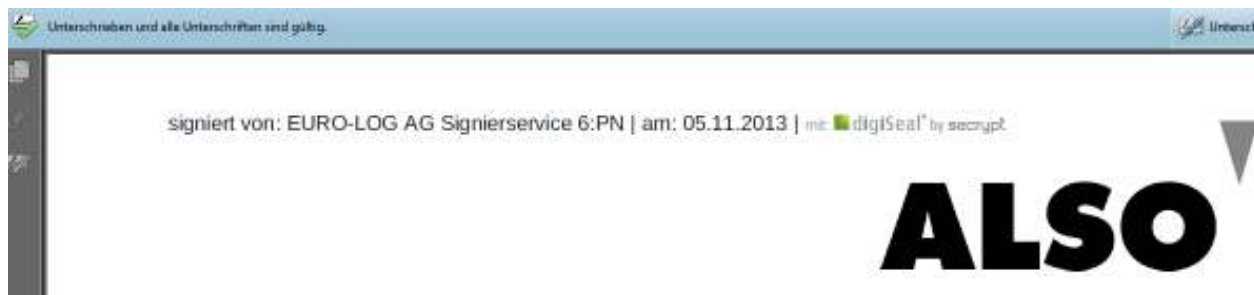 Unterschrieben und alle Unterschriften sind gültig.
signiert von: EURO-LOG AG Signierservice 6:PN | am: 05.11.2013 | mit digiSeal® by secrypt
ALSO